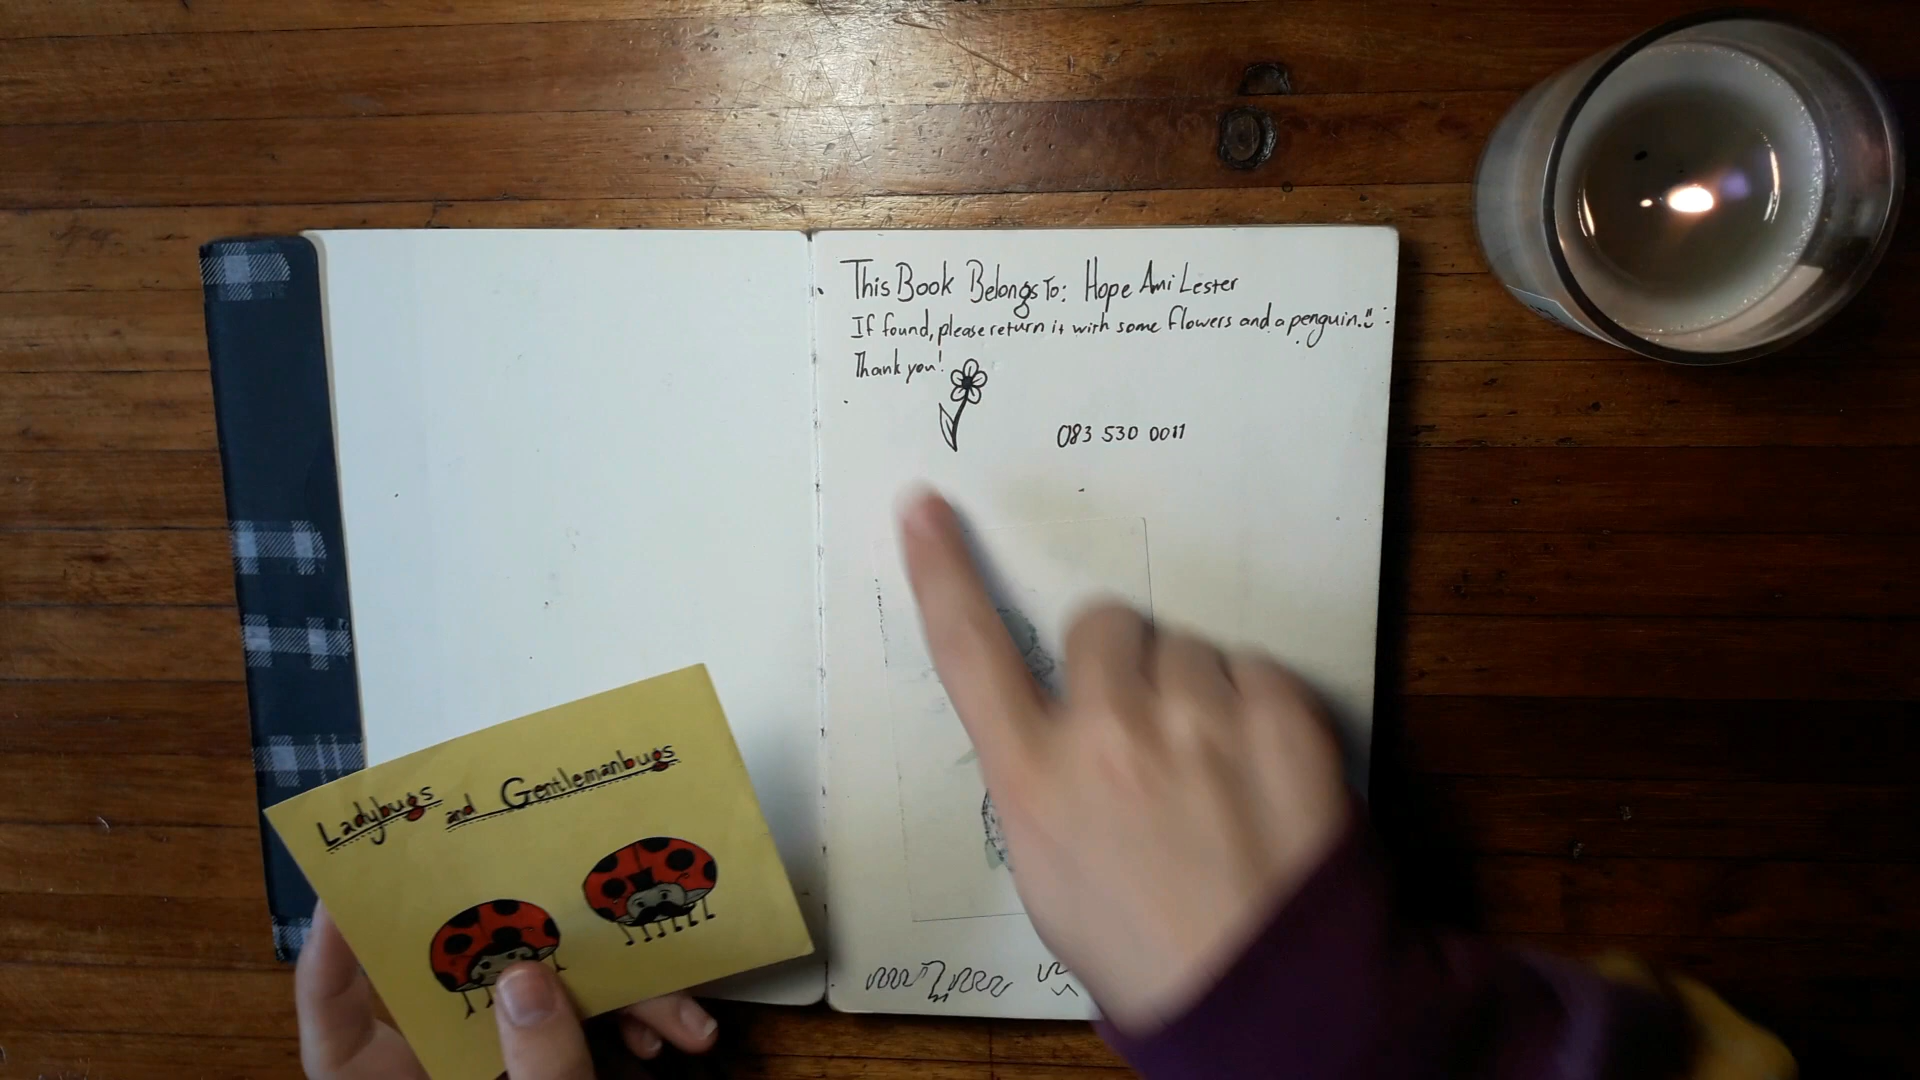 This Book Belongs To: Hope Ami Lester
If found, please return it with some flowers and a penguin.
Thank you!
083 530 0011
Ladybugs and Gentlemanbugs